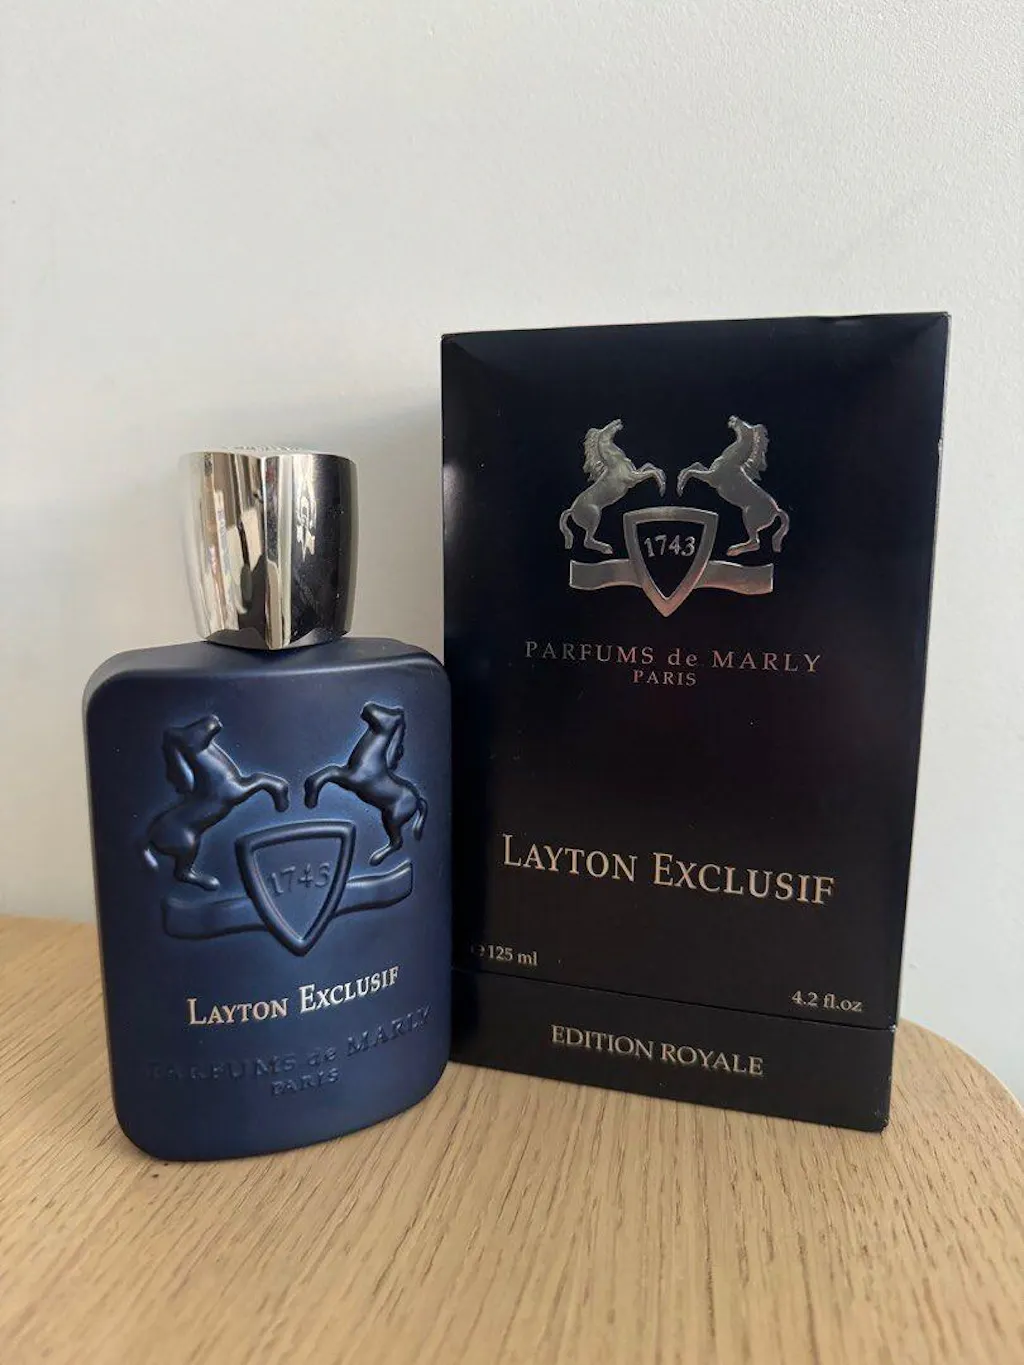 1743
LAYTON EXCLUSIF
PARFUMS de MARLY
PARIS
1743
PARFUMS de MARLY
PARIS
LAYTON EXCLUSIF
e 125 ml
4.2 fl.oz
EDITION ROYALE